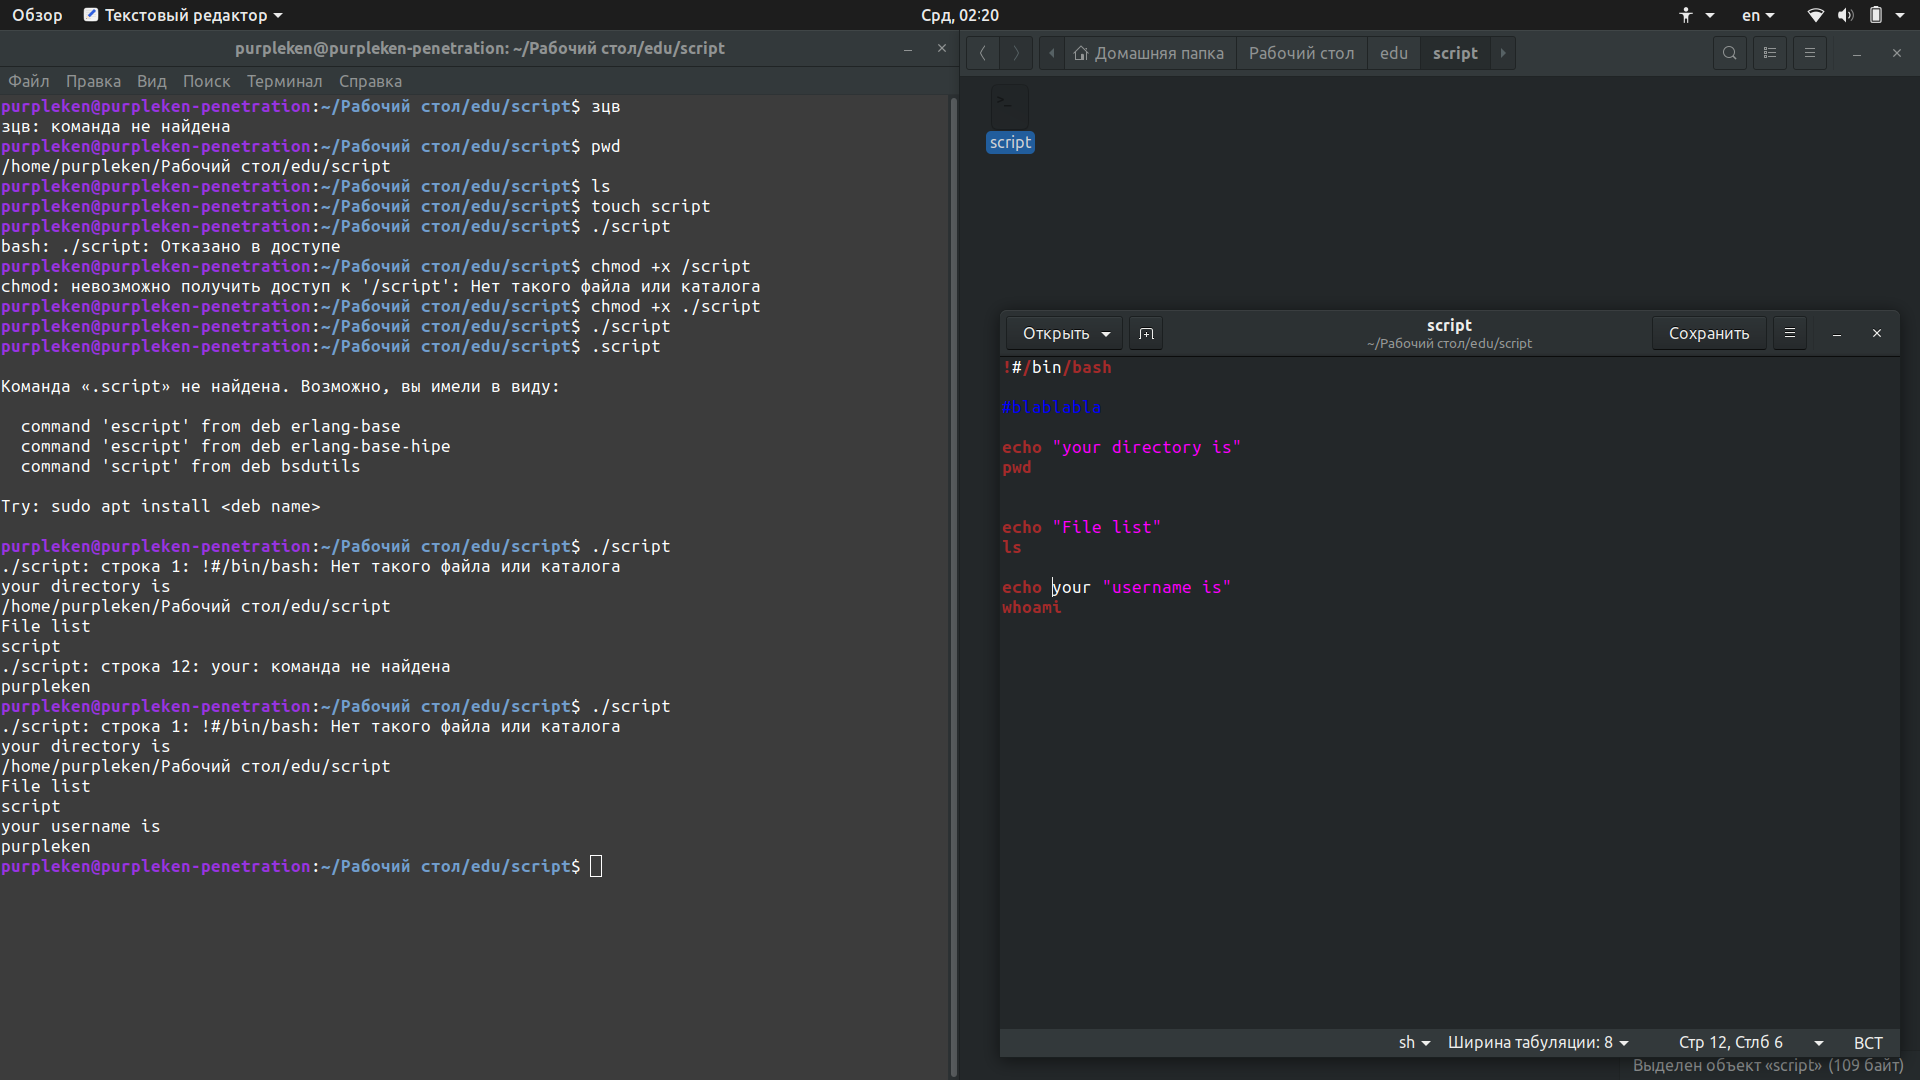 Обзор Текстовый редактор Срд, 02:20 en
purpleken@purpleken-penetration: ~/Рабочий стол/edu/script
Файл Правка Вид Поиск Терминал Справка
purpleken@purpleken-penetration:~/Рабочий стол/edu/script$ зцв
зцв: команда не найдена
purpleken@purpleken-penetration:~/Рабочий стол/edu/script$ pwd
/home/purpleken/Рабочий стол/edu/script
purpleken@purpleken-penetration:~/Рабочий стол/edu/script$ ls
purpleken@purpleken-penetration:~/Рабочий стол/edu/script$ touch script
purpleken@purpleken-penetration:~/Рабочий стол/edu/script$ ./script
bash: ./script: Отказано в доступе
purpleken@purpleken-penetration:~/Рабочий стол/edu/script$ chmod +x /script
chmod: невозможно получить доступ к '/script': Нет такого файла или каталога
purpleken@purpleken-penetration:~/Рабочий стол/edu/script$ chmod +x ./script
purpleken@purpleken-penetration:~/Рабочий стол/edu/script$ ./script
purpleken@purpleken-penetration:~/Рабочий стол/edu/script$ .script
Команда «.script» не найдена. Возможно, вы имели в виду:
command 'escript' from deb erlang-base
command 'escript' from deb erlang-base-hipe
command 'script' from deb bsdutils
Try: sudo apt install <deb name>
purpleken@purpleken-penetration:~/Рабочий стол/edu/script$ ./script
./script: строка 1: !#/bin/bash: Нет такого файла или каталога
your directory is
/home/purpleken/Рабочий стол/edu/script
File list
script
./script: строка 12: your: команда не найдена
purpleken
purpleken@purpleken-penetration:~/Рабочий стол/edu/script$ ./script
./script: строка 1: !#/bin/bash: Нет такого файла или каталога
your directory is
/home/purpleken/Рабочий стол/edu/script
File list
script
your username is
purpleken
purpleken@purpleken-penetration:~/Рабочий стол/edu/script$
Домашняя папка Рабочий стол edu script
>_
script
Открыть script Сохранить
~/Рабочий стол/edu/script
!#/bin/bash
#blablabla
echo "your directory is"
pwd
echo "File list"
ls
echo your "username is"
whoami
sh Ширина табуляции: 8 Стр 12, Стлб 6 ВСТ
Выделен объект «script» (109 байт)